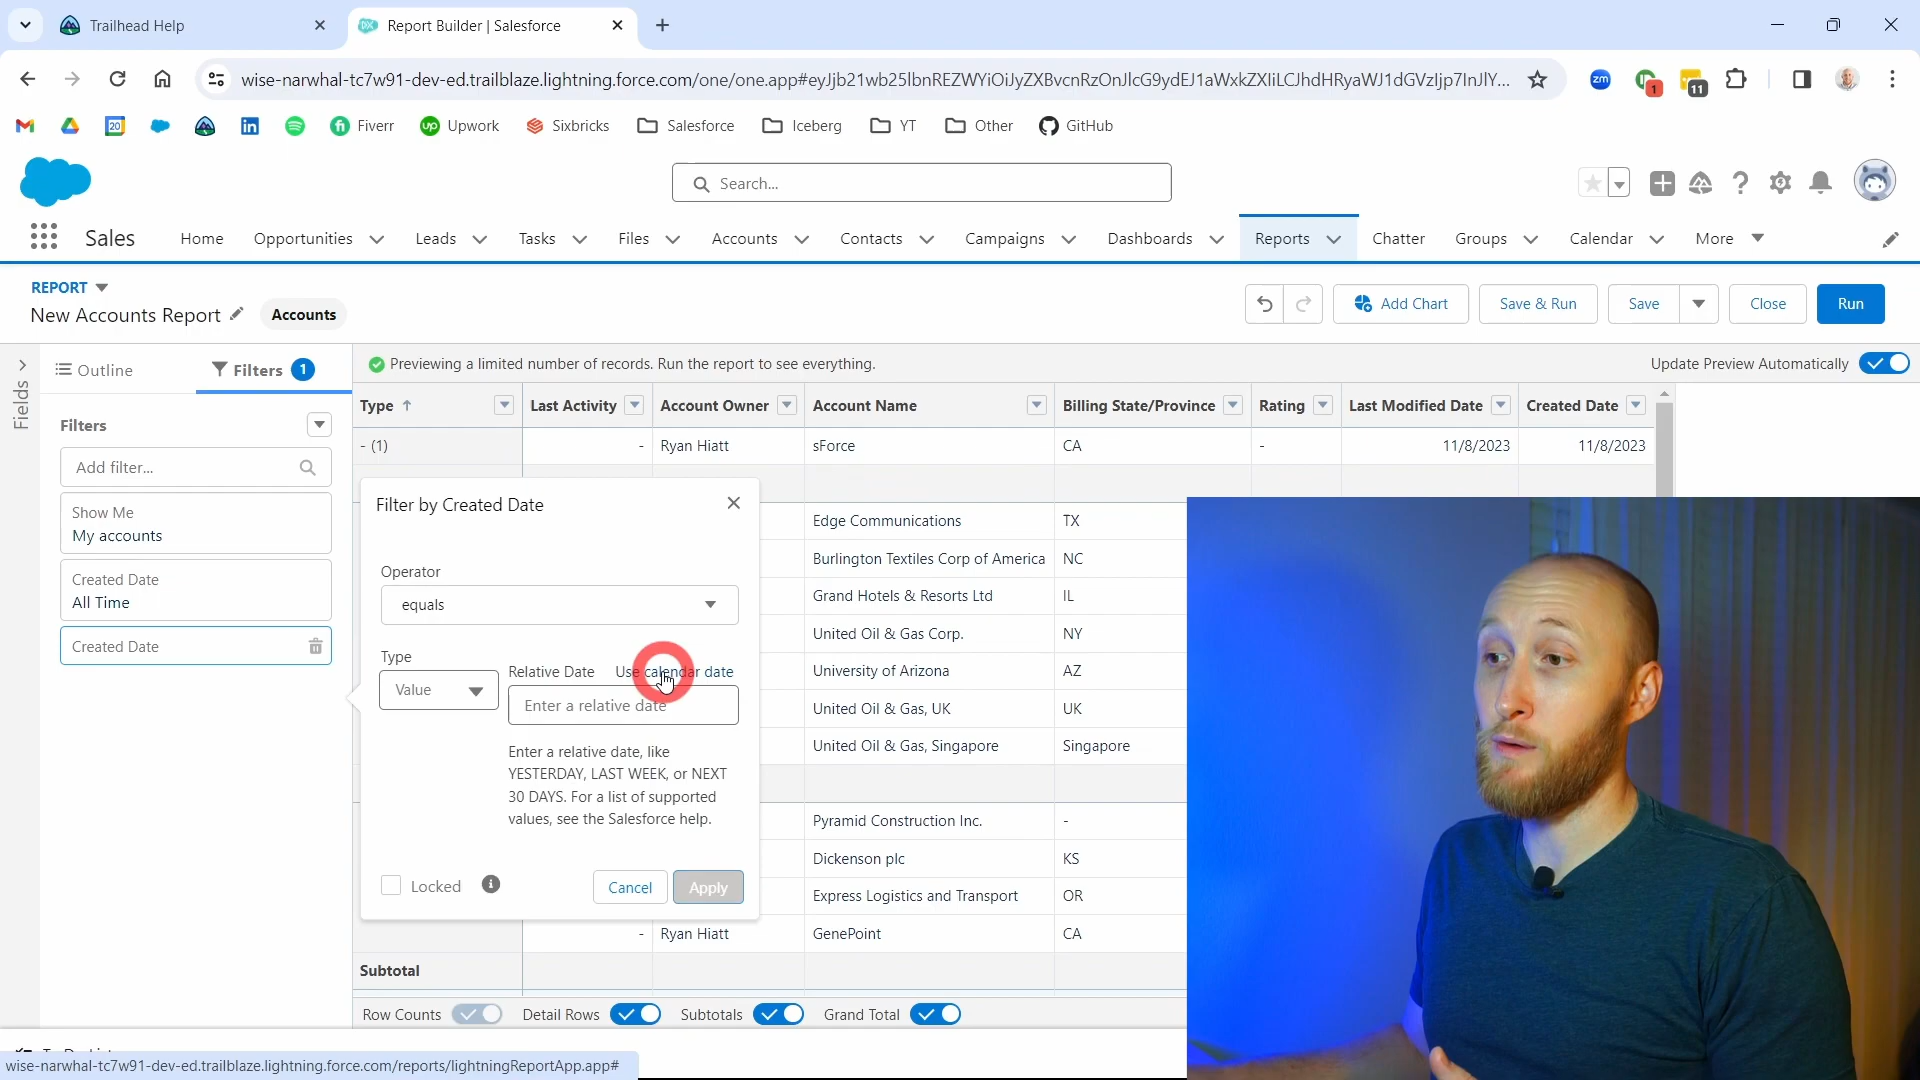 Trailhead Help
Report Builder | Salesforce
wise-narwhal-tc7w91-dev-ed.trailblaze.lightning.force.com/one/one.app#eyJjb21wb25lbnREZWYiOiJyZXBvcnRzOnJlcG9ydEJ1aWxkZXIiLCJhdHRyaWJ1dGVzIjp7InJlY...
zm
1
11
20
Fiverr
up
Upwork
Sixbricks
Salesforce
Iceberg
YT
Other
GitHub
Search...
Sales
Home
Opportunities
Leads
Tasks
Files
Accounts
Contacts
Campaigns
Dashboards
Reports
Chatter
Groups
Calendar
More
REPORT
New Accounts Report
Accounts
Add Chart
Save & Run
Save
Close
Run
Fields
Outline
Filters 1
Previewing a limited number of records. Run the report to see everything.
Update Preview Automatically
Filters
Add filter...
Show Me
My accounts
Created Date
All Time
Created Date
Type Last Activity Account Owner Account Name Billing State/Province Rating Last Modified Date Created Date
- (1) - Ryan Hiatt sForce CA - 11/8/2023 11/8/2023
Edge Communications TX
Burlington Textiles Corp of America NC
Grand Hotels & Resorts Ltd IL
United Oil & Gas Corp. NY
University of Arizona AZ
United Oil & Gas, UK UK
United Oil & Gas, Singapore Singapore
Pyramid Construction Inc. -
Dickenson plc KS
Express Logistics and Transport OR
- Ryan Hiatt GenePoint CA
Subtotal
Filter by Created Date
Operator
equals
Type
Value
Relative Date Use calendar date
Enter a relative date
Enter a relative date, like
YESTERDAY, LAST WEEK, or NEXT
30 DAYS. For a list of supported
values, see the Salesforce help.
Locked
Cancel
Apply
Row Counts
Detail Rows
Subtotals
Grand Total
wise-narwhal-tc7w91-dev-ed.trailblaze.lightning.force.com/reports/lightningReportApp.app#